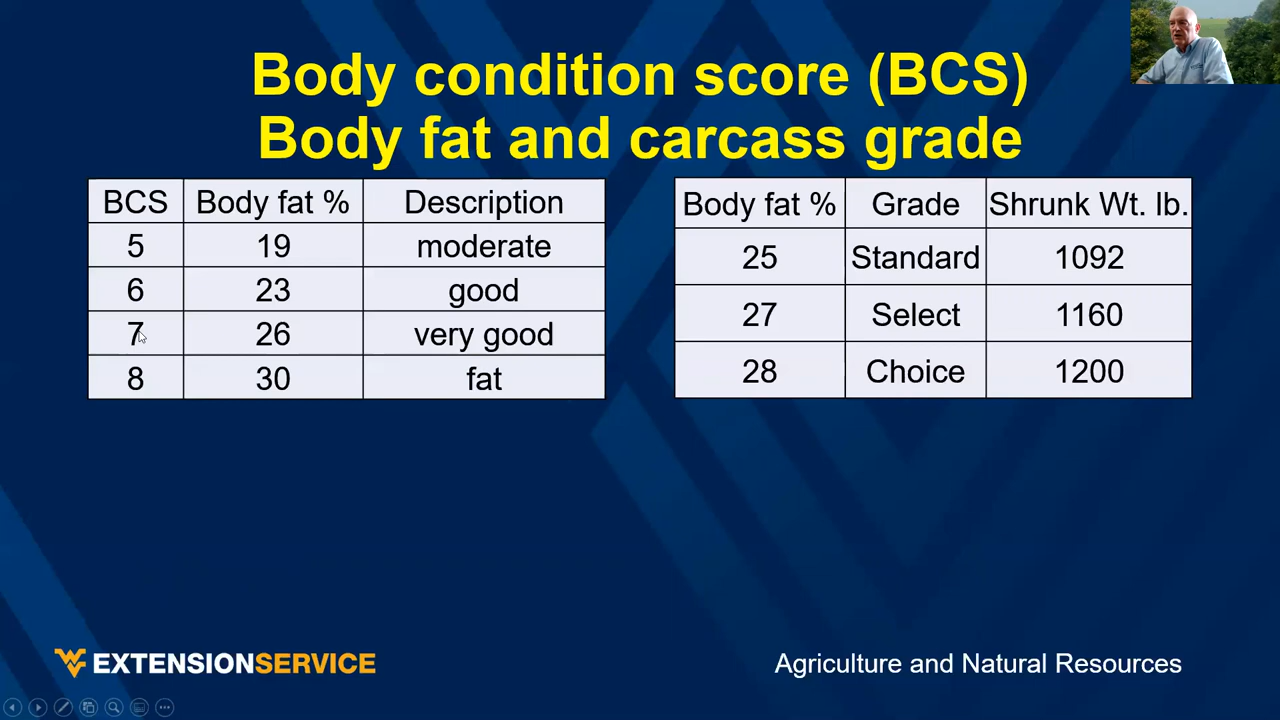 Body condition score (BCS)
Body fat and carcass grade
BCS Body fat % Description
5 19 moderate
6 23 good
7 26 very good
8 30 fat
Body fat % Grade Shrunk Wt. lb.
25 Standard 1092
27 Select 1160
28 Choice 1200
EXTENSIONSERVICE
Agriculture and Natural Resources